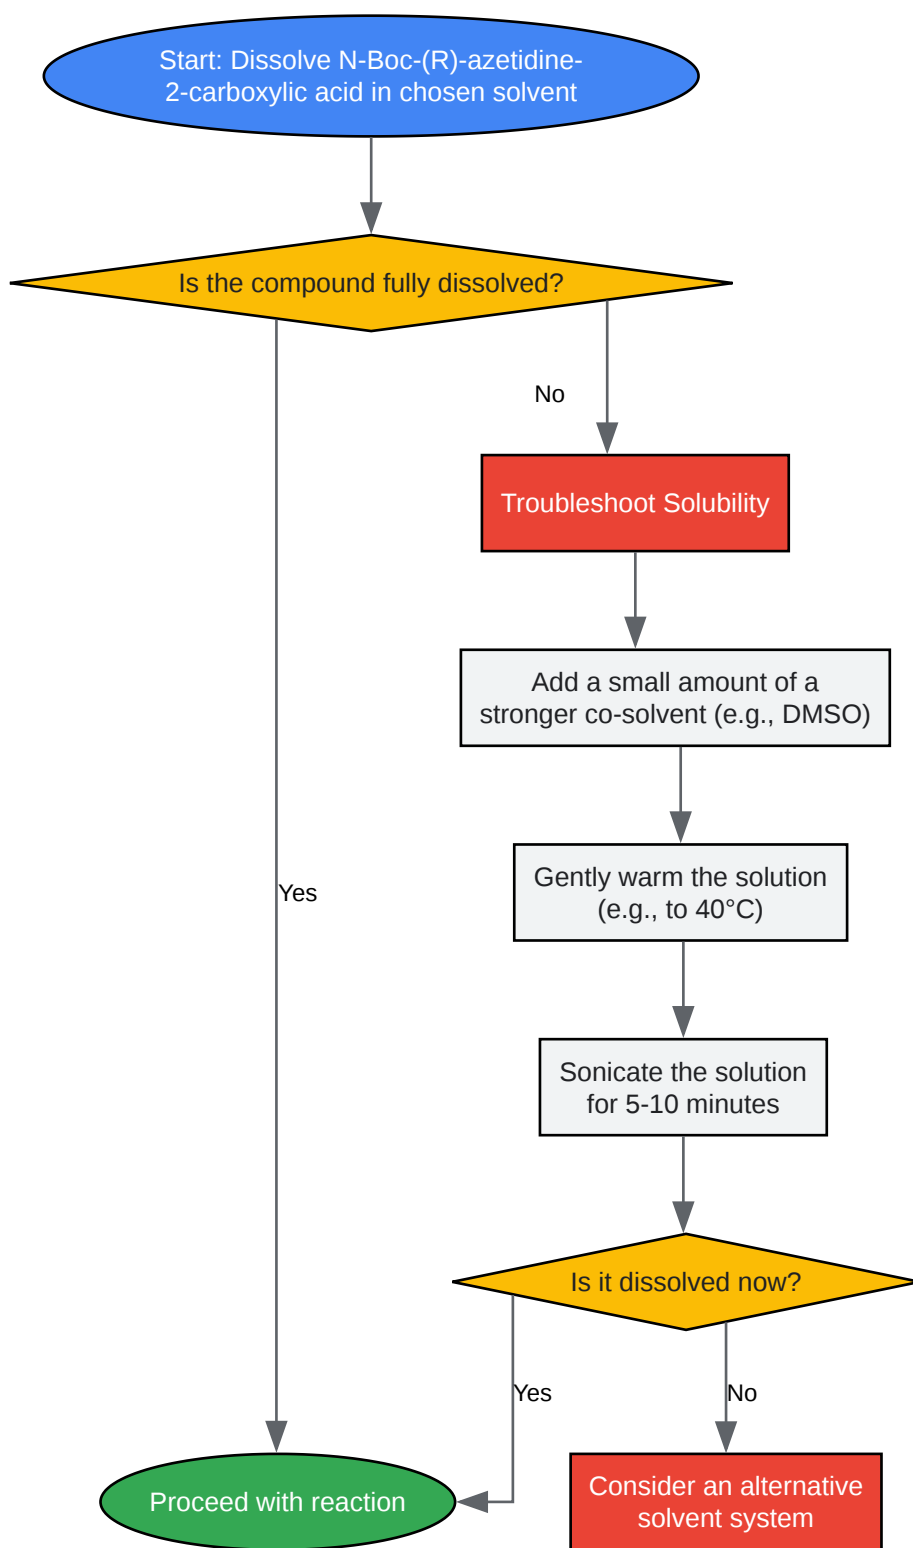 Start: Dissolve N-Boc-(R)-azetidine-
2-carboxylic acid in chosen solvent
Is the compound fully dissolved?
No
Troubleshoot Solubility
Add a small amount of a
stronger co-solvent (e.g., DMSO)
Gently warm the solution
(e.g., to 40°C)
Yes
Sonicate the solution
for 5-10 minutes
Is it dissolved now?
Yes
No
Proceed with reaction
Consider an alternative
solvent system